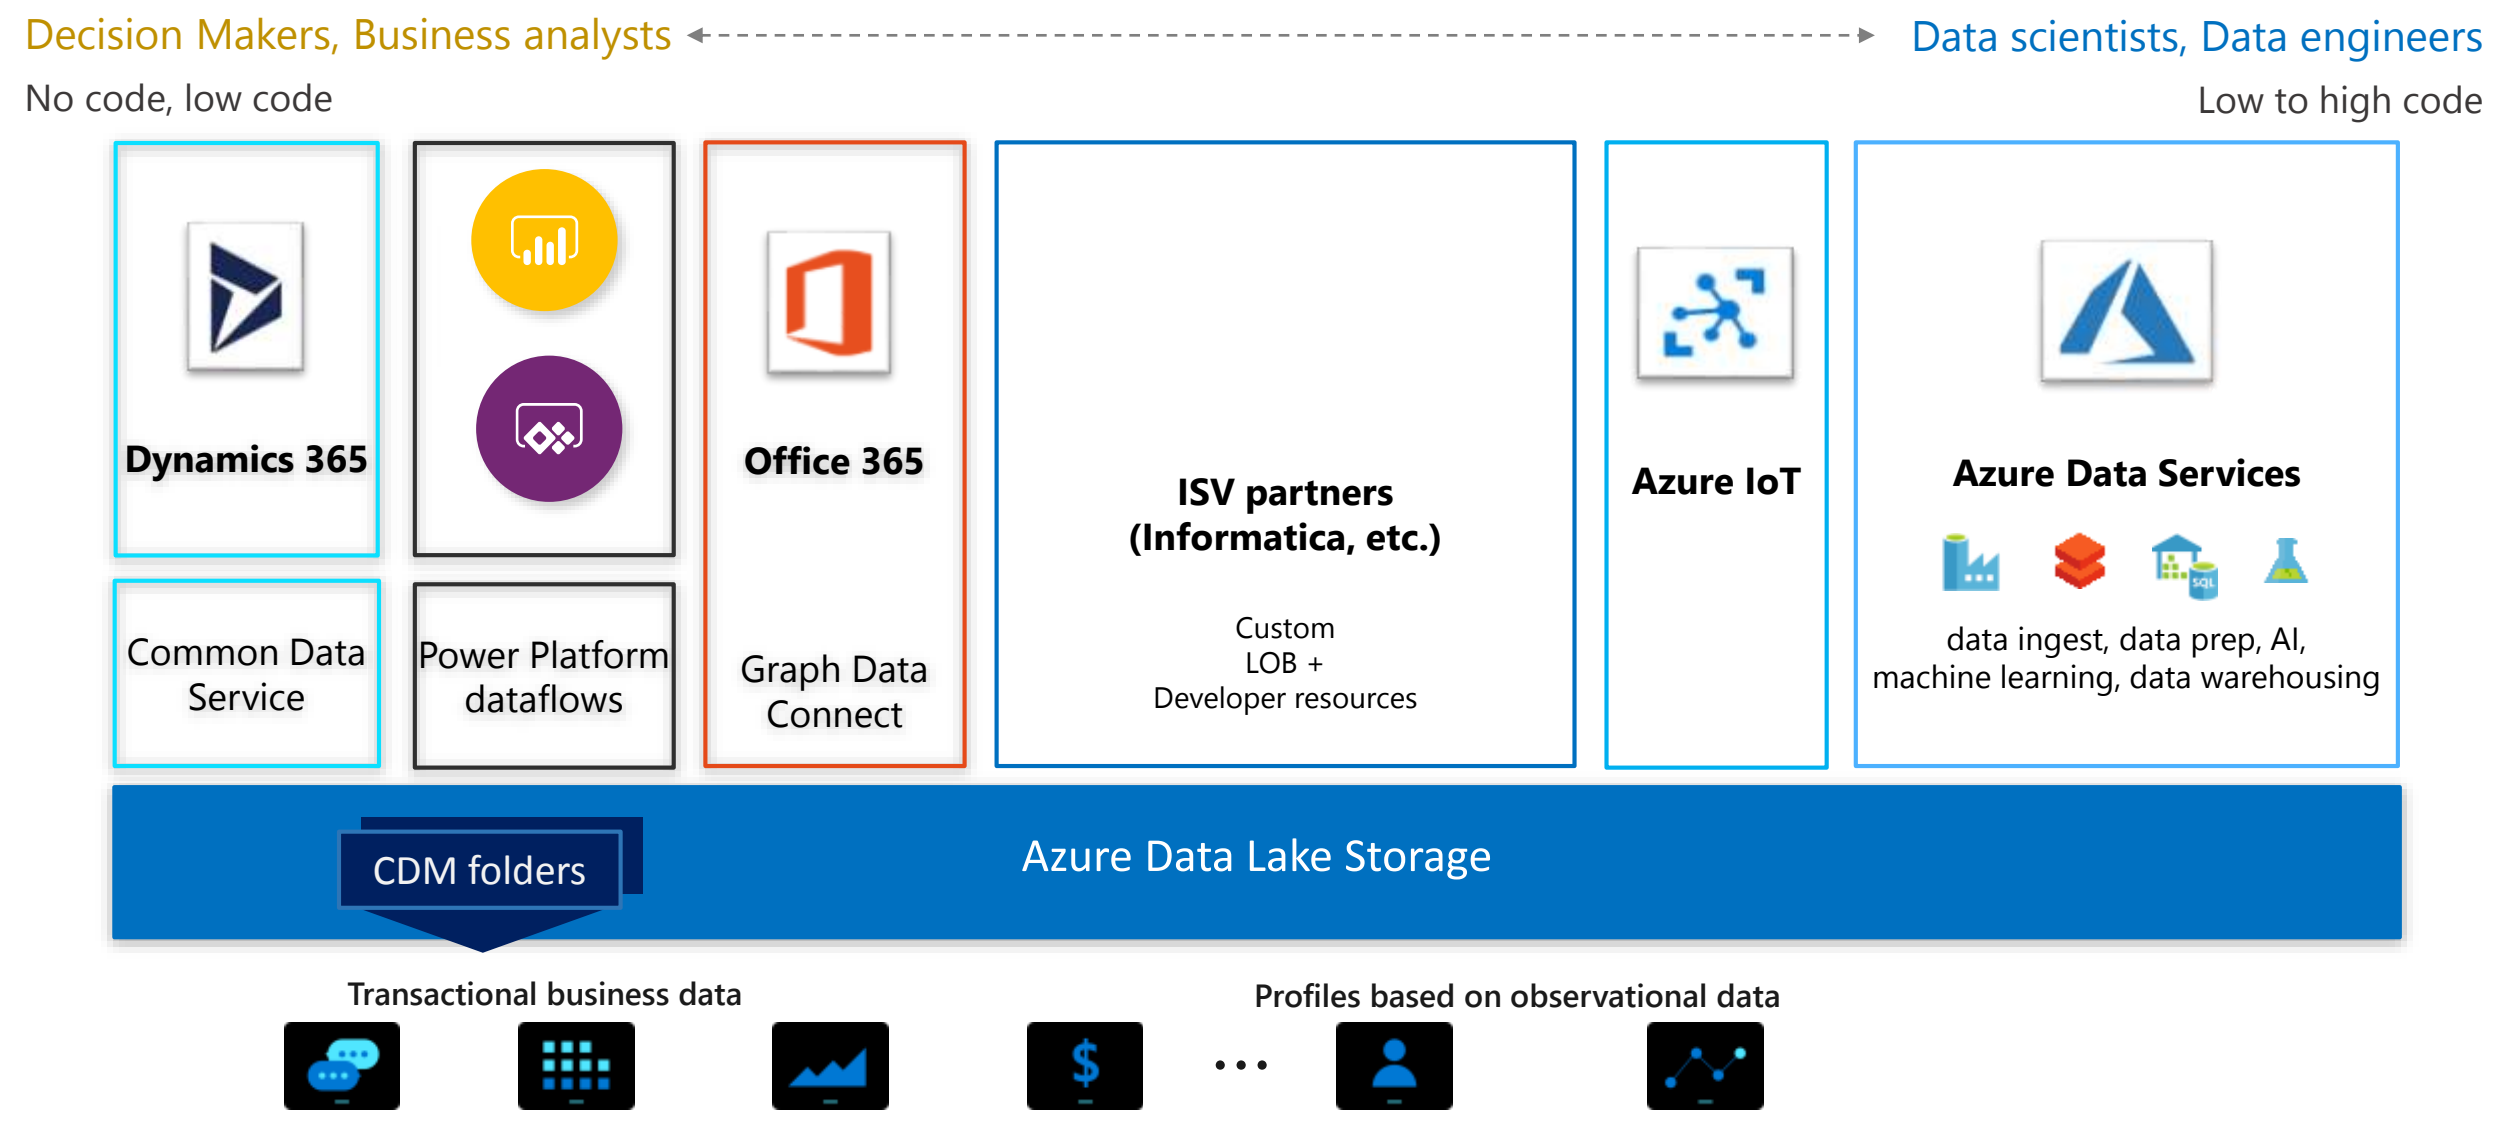 Decision Makers, Business analysts
Data scientists, Data engineers
No code, low code
Low to high code
Dynamics 365
Common Data
Service
Power Platform
dataflows
Office 365
Graph Data
Connect
ISV partners
(Informatica, etc.)
Custom
LOB +
Developer resources
Azure IoT
Azure Data Services
SQL
data ingest, data prep, AI,
machine learning, data warehousing
CDM folders
Azure Data Lake Storage
Transactional business data
Profiles based on observational data
$
...